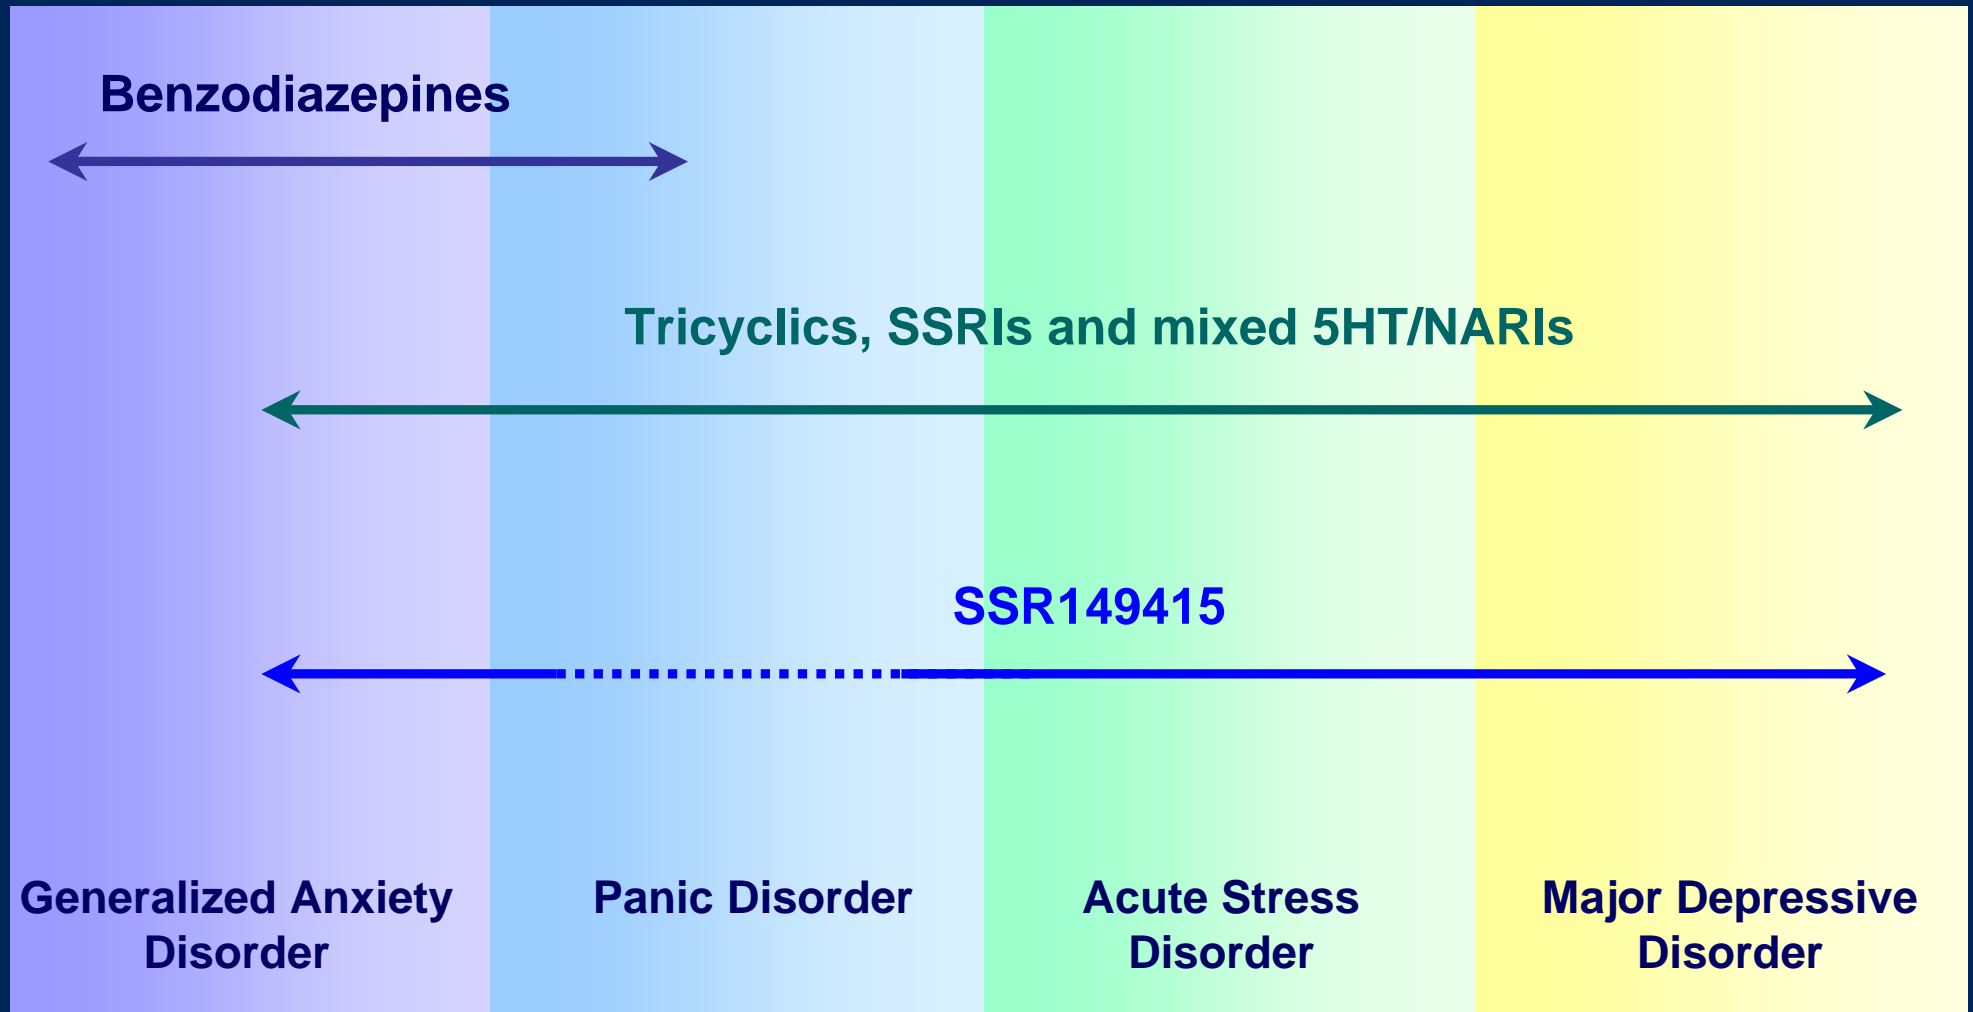 Benzodiazepines
Tricyclics, SSRIs and mixed 5HT/NARIs
SSR149415
Generalized Anxiety
Disorder
Panic Disorder
Acute Stress
Disorder
Major Depressive
Disorder